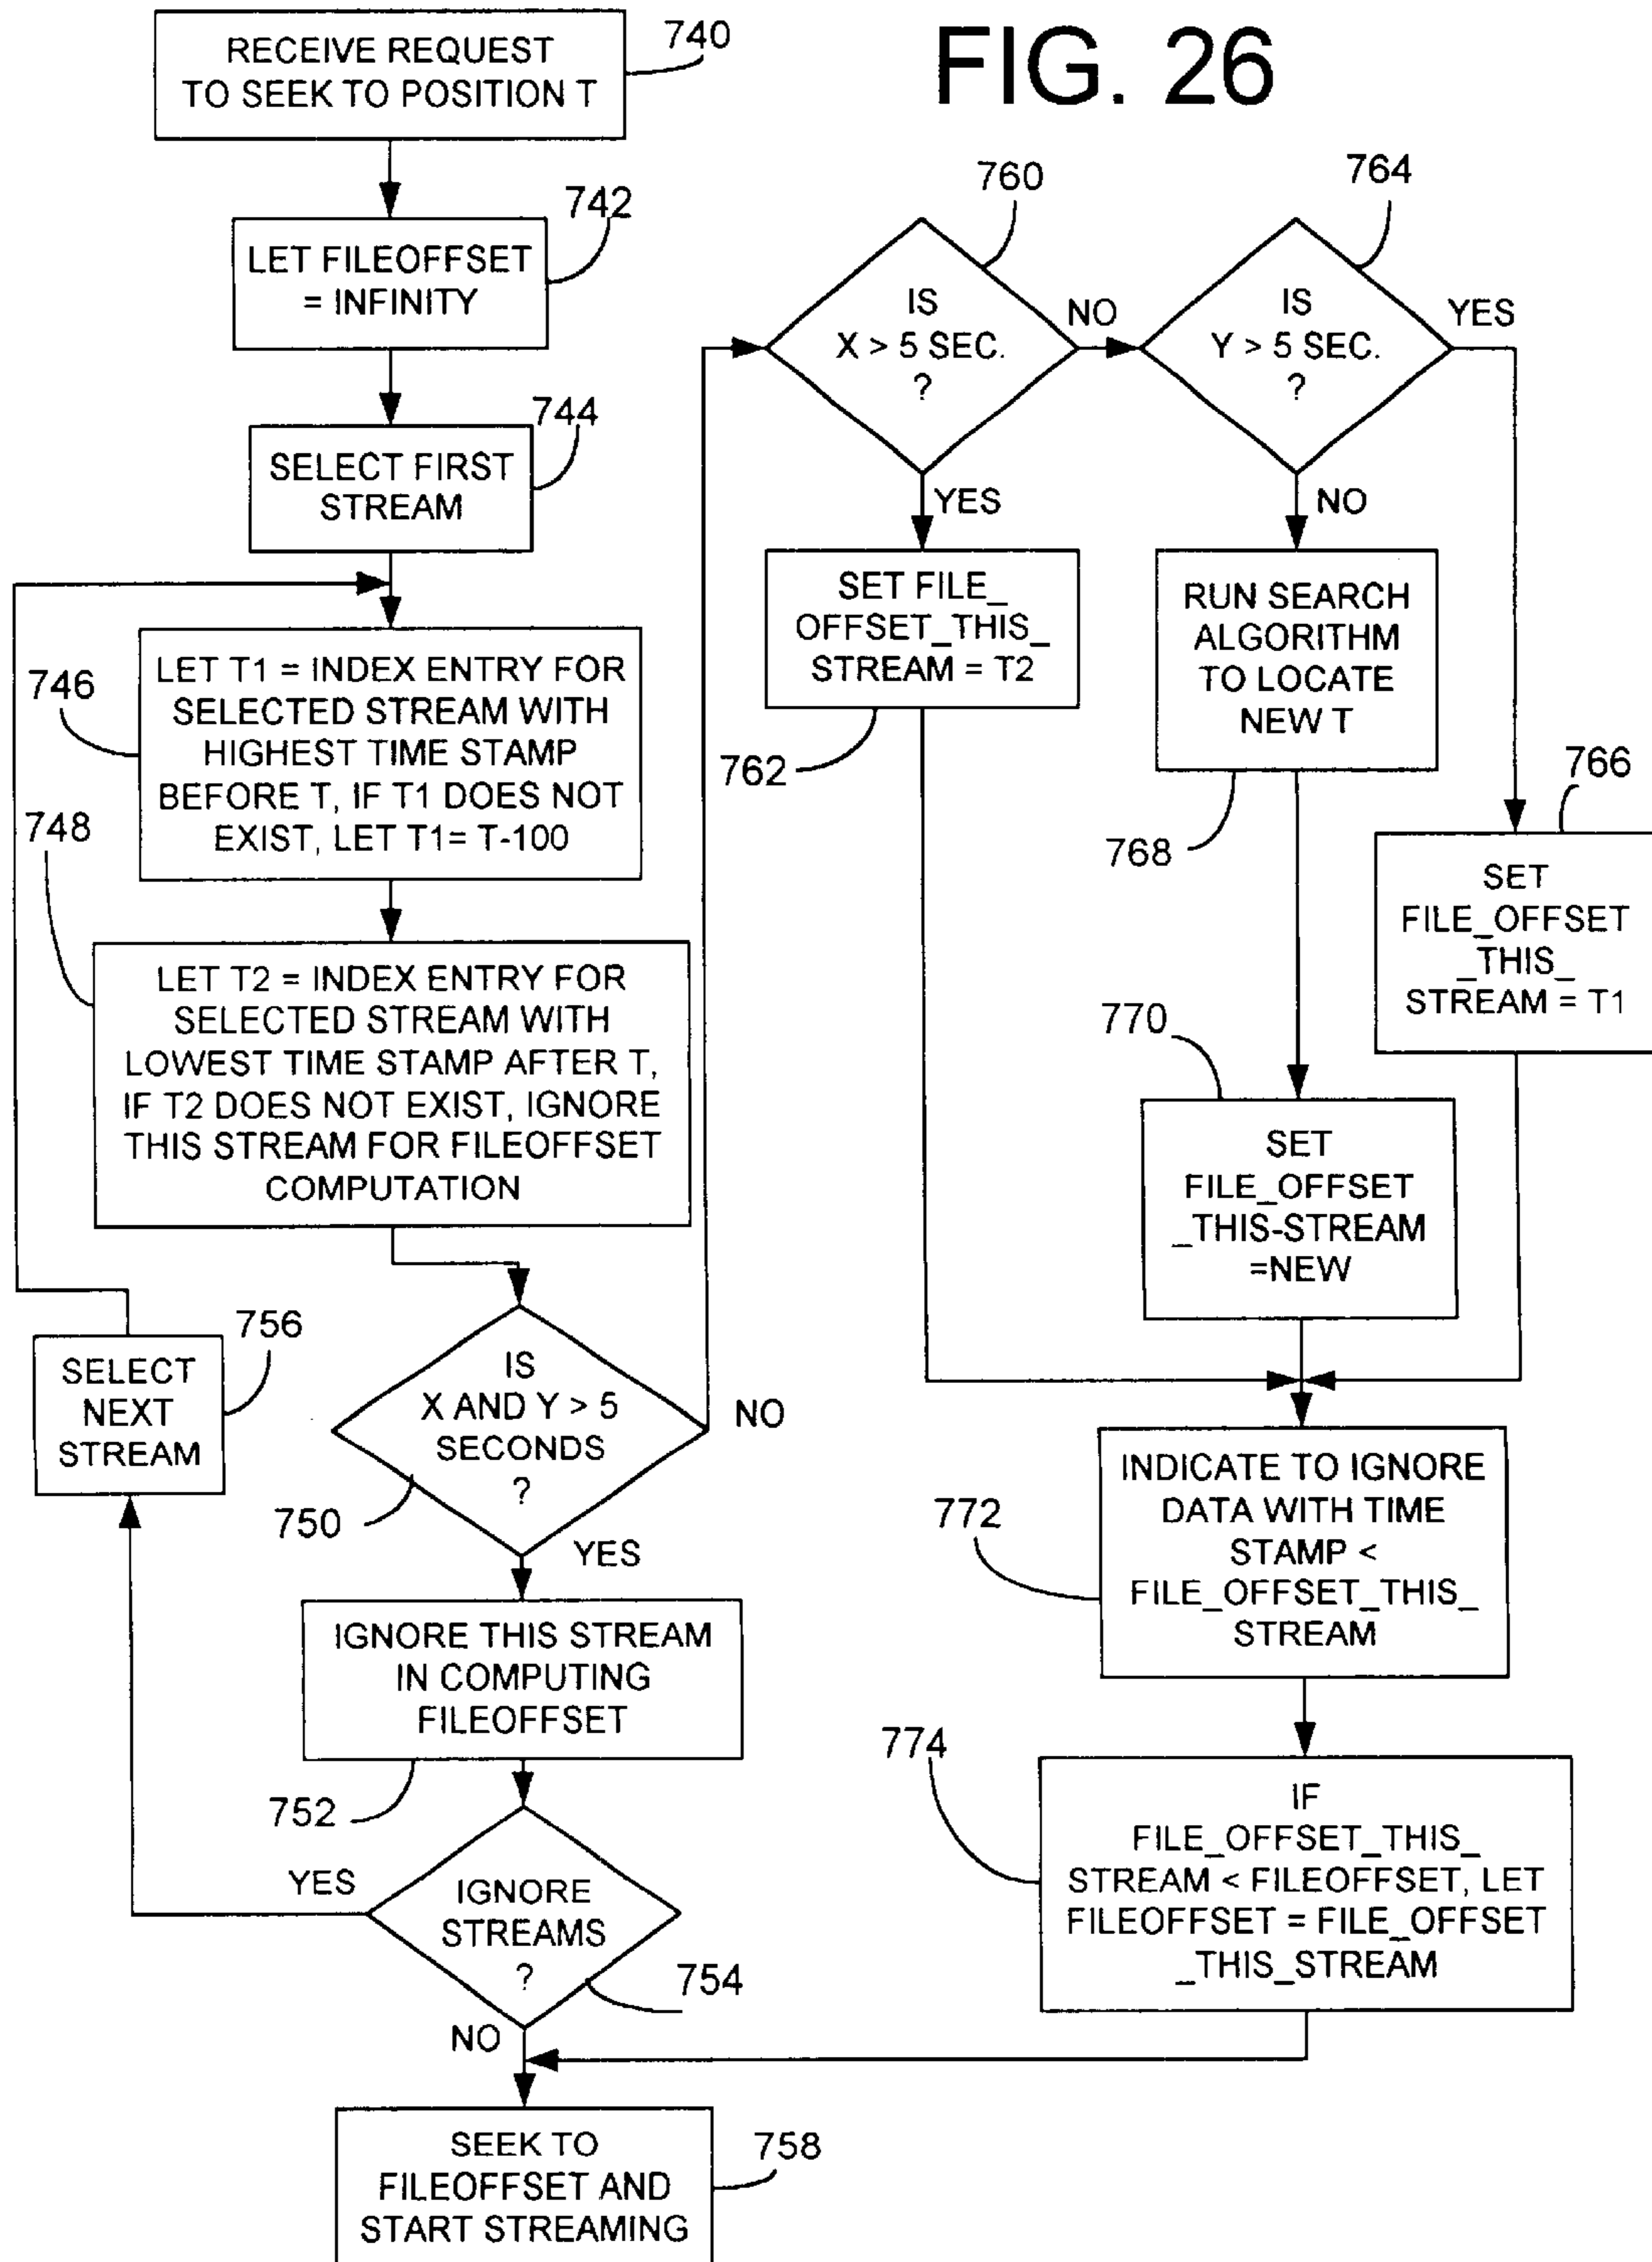 FIG. 26
RECEIVE REQUEST
TO SEEK TO POSITION T
740
LET FILEOFFSET
= INFINITY
742
SELECT FIRST
STREAM
744
LET T1 = INDEX ENTRY FOR
SELECTED STREAM WITH
HIGHEST TIME STAMP
BEFORE T, IF T1 DOES NOT
EXIST, LET T1= T-100
746
LET T2 = INDEX ENTRY FOR
SELECTED STREAM WITH
LOWEST TIME STAMP AFTER T,
IF T2 DOES NOT EXIST, IGNORE
THIS STREAM FOR FILEOFFSET
COMPUTATION
748
IS
X AND Y > 5
SECONDS
?
750
NO
YES
IGNORE THIS STREAM
IN COMPUTING
FILEOFFSET
752
IGNORE
STREAMS
?
754
YES
NO
SELECT
NEXT
STREAM
756
SEEK TO
FILEOFFSET AND
START STREAMING
758
IS
X > 5 SEC.
?
760
NO
YES
SET FILE_
OFFSET_THIS_
STREAM = T2
762
IS
Y > 5 SEC.
?
764
YES
NO
SET
FILE_OFFSET
_THIS_
STREAM = T1
766
RUN SEARCH
ALGORITHM
TO LOCATE
NEW T
768
SET
FILE_OFFSET
_THIS-STREAM
=NEW
770
INDICATE TO IGNORE
DATA WITH TIME
STAMP <
FILE_OFFSET_THIS_
STREAM
772
IF
FILE_OFFSET_THIS_
STREAM < FILEOFFSET, LET
FILEOFFSET = FILE_OFFSET
_THIS_STREAM
774